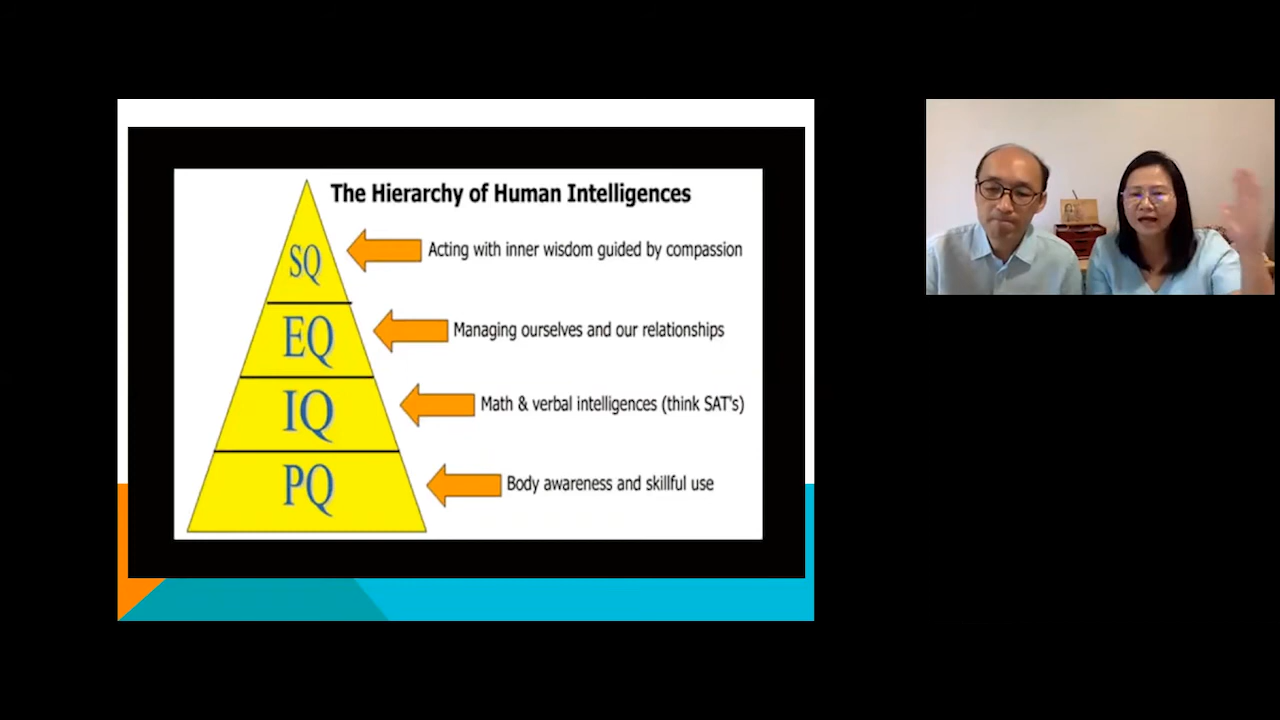 The Hierarchy of Human Intelligences
SQ
Acting with inner wisdom guided by compassion
EQ
Managing ourselves and our relationships
IQ
Math & verbal intelligences (think SAT's)
PQ
Body awareness and skillful use